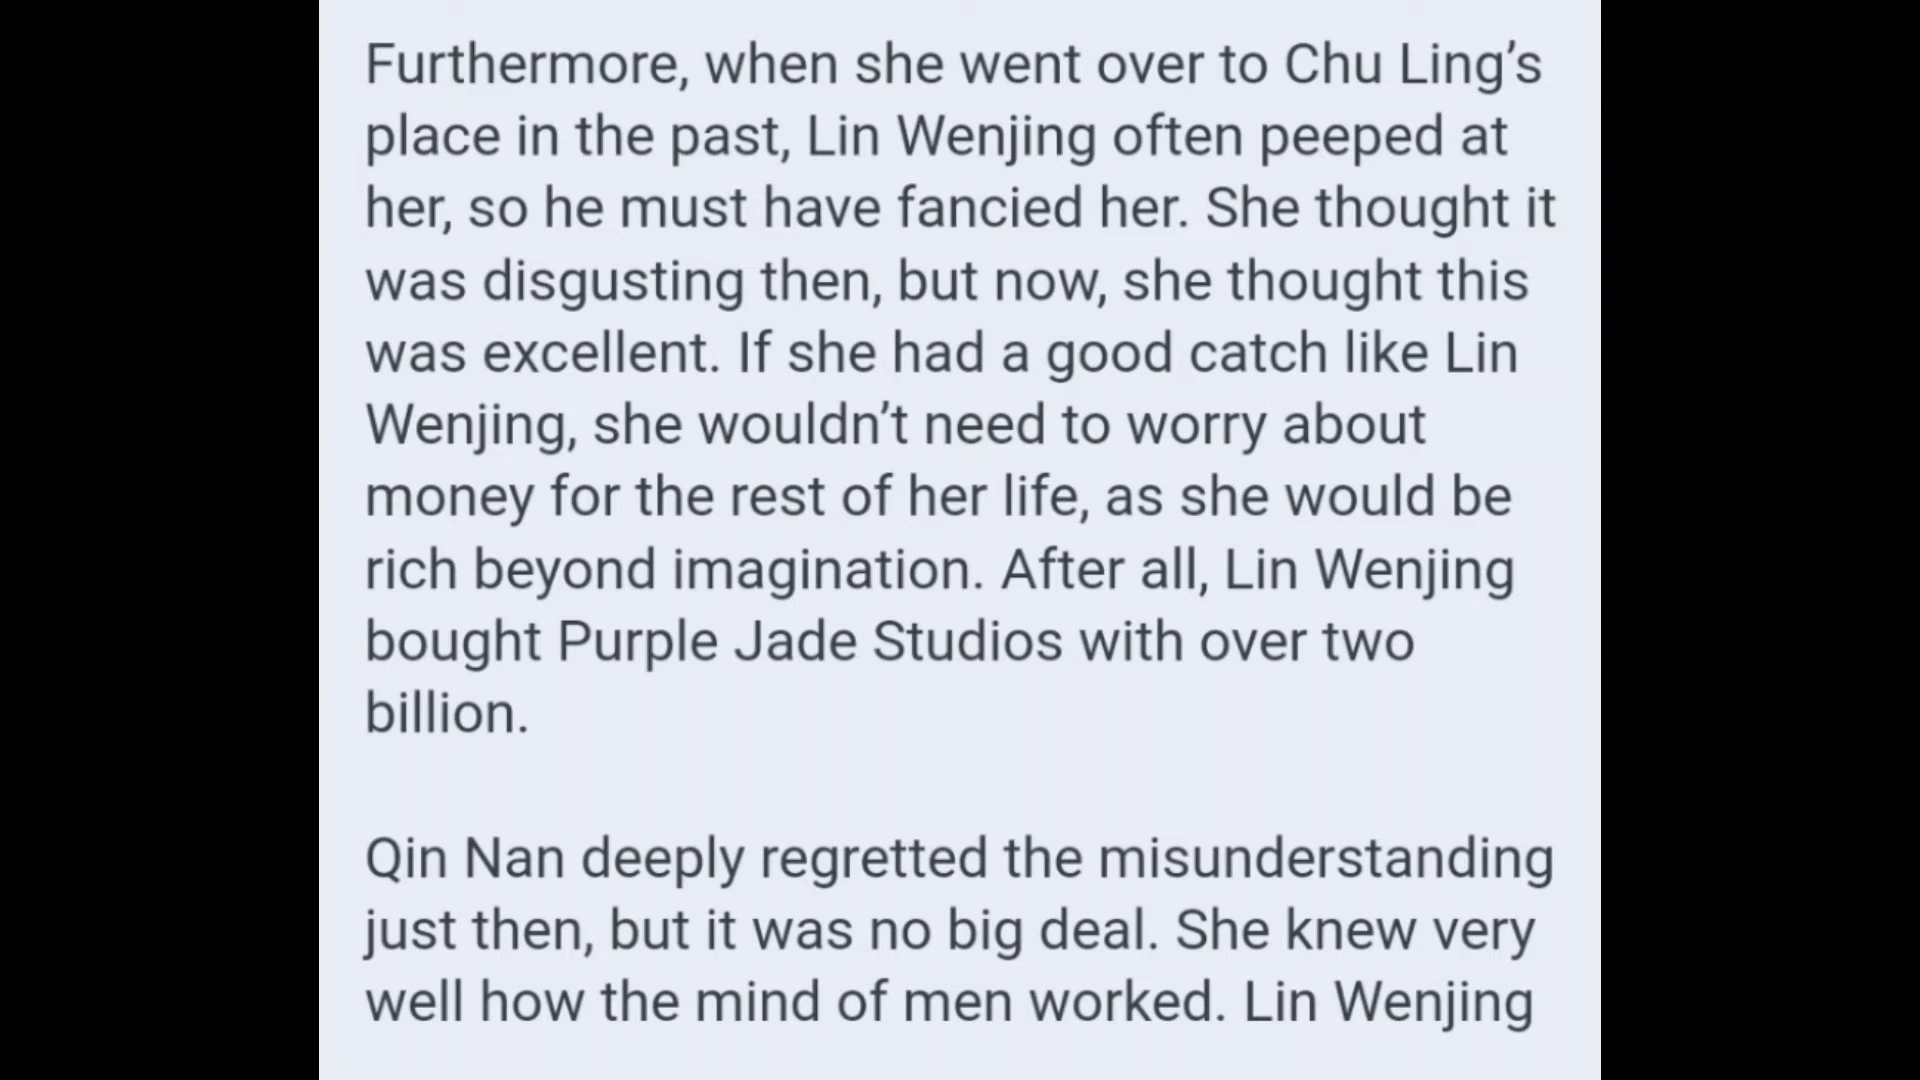 Furthermore, when she went over to Chu Ling’s
place in the past, Lin Wenjing often peeped at
her, so he must have fancied her. She thought it
was disgusting then, but now, she thought this
was excellent. If she had a good catch like Lin
Wenjing, she wouldn’t need to worry about
money for the rest of her life, as she would be
rich beyond imagination. After all, Lin Wenjing
bought Purple Jade Studios with over two
billion.
Qin Nan deeply regretted the misunderstanding
just then, but it was no big deal. She knew very
well how the mind of men worked. Lin Wenjing